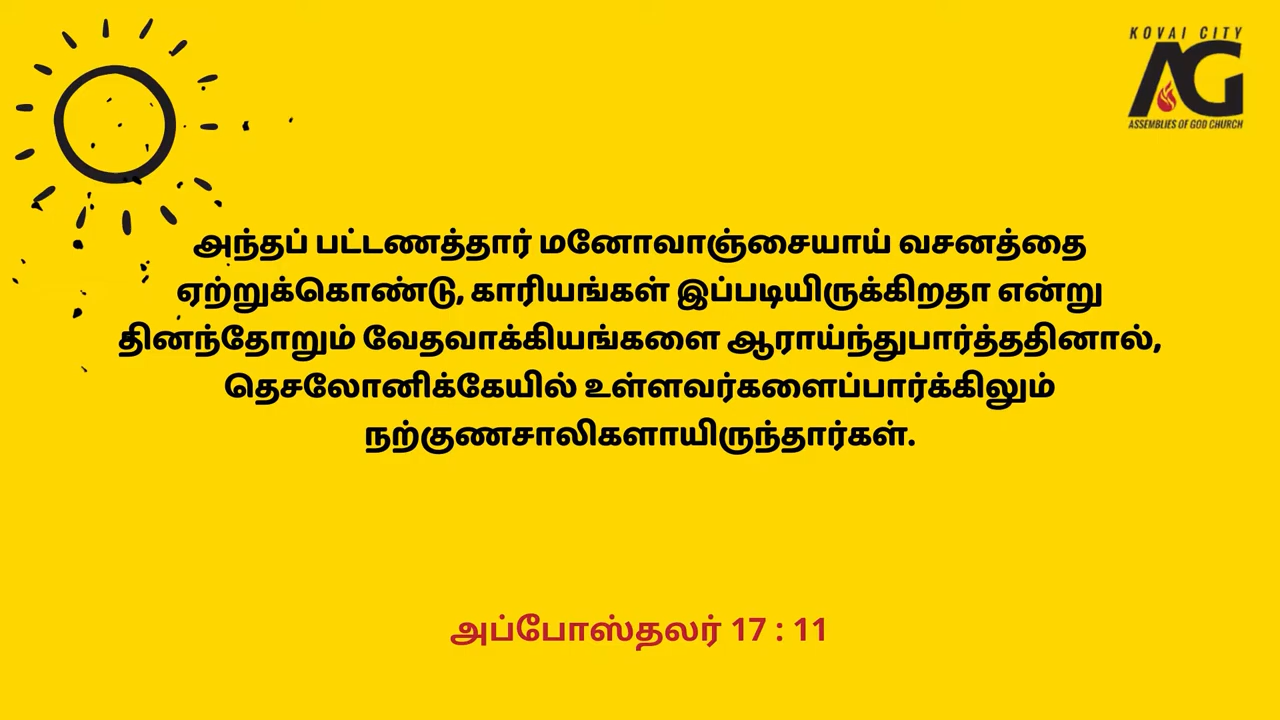 KOVAI CITY
AG
ASSEMBLIES OF GOD CHURCH
அந்தப் பட்டணத்தார் மனோவாஞ்சையாய் வசனத்தை
ஏற்றுக்கொண்டு, காரியங்கள் இப்படியிருக்கிறதா என்று
தினந்தோறும் வேதவாக்கியங்களை ஆராய்ந்துபார்த்ததினால்,
தெசலோனிக்கேயில் உள்ளவர்களைப்பார்க்கிலும்
நற்குணசாலிகளாயிருந்தார்கள்.
அப்போஸ்தலர் 17 : 11